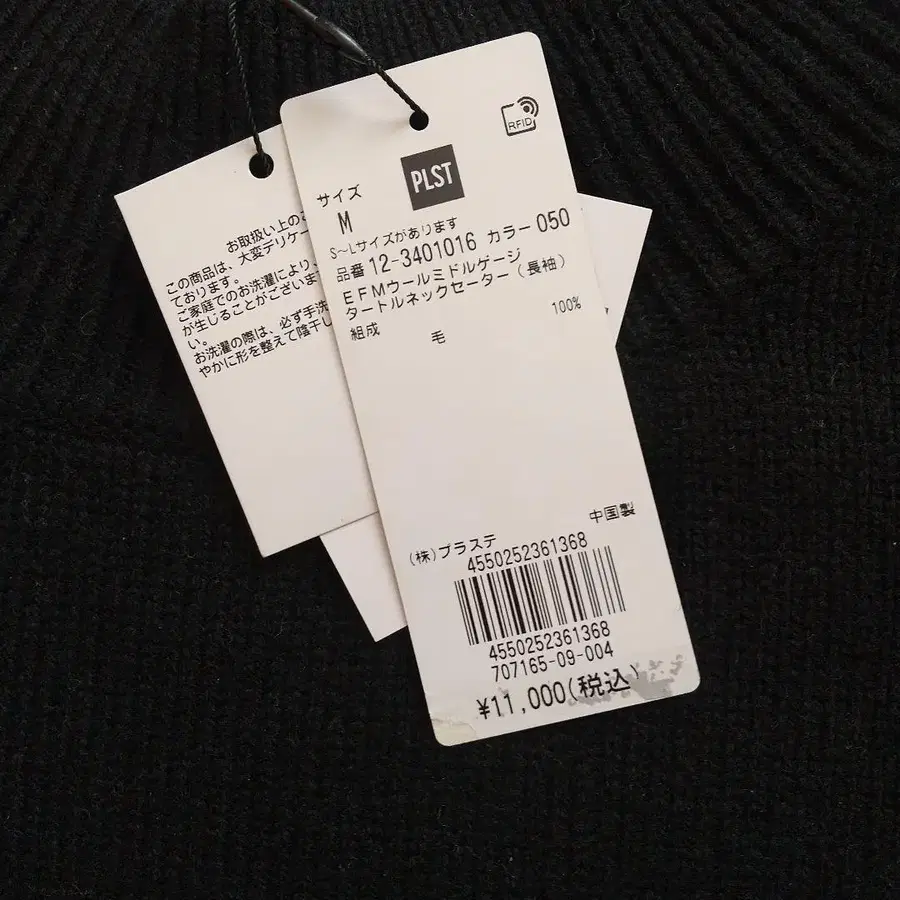 RFID
PLST
サイズ
M
S〜Lサイズがあります
品番 12-3401016 カラー 050
EFMウールミドルゲージ
タートルネックセーター(長袖)
組成 毛 100%
中国製
(株)プラステ
4550252361368
4550252361368
707165-09-004
¥11,000(税込)
お取扱い上の
この商品は、大変デリケー
ております。
ご家庭でのお洗濯により、
が生じることがございま
い。
お洗濯の際は、必ず手洗
やかに形を整えて陰干し